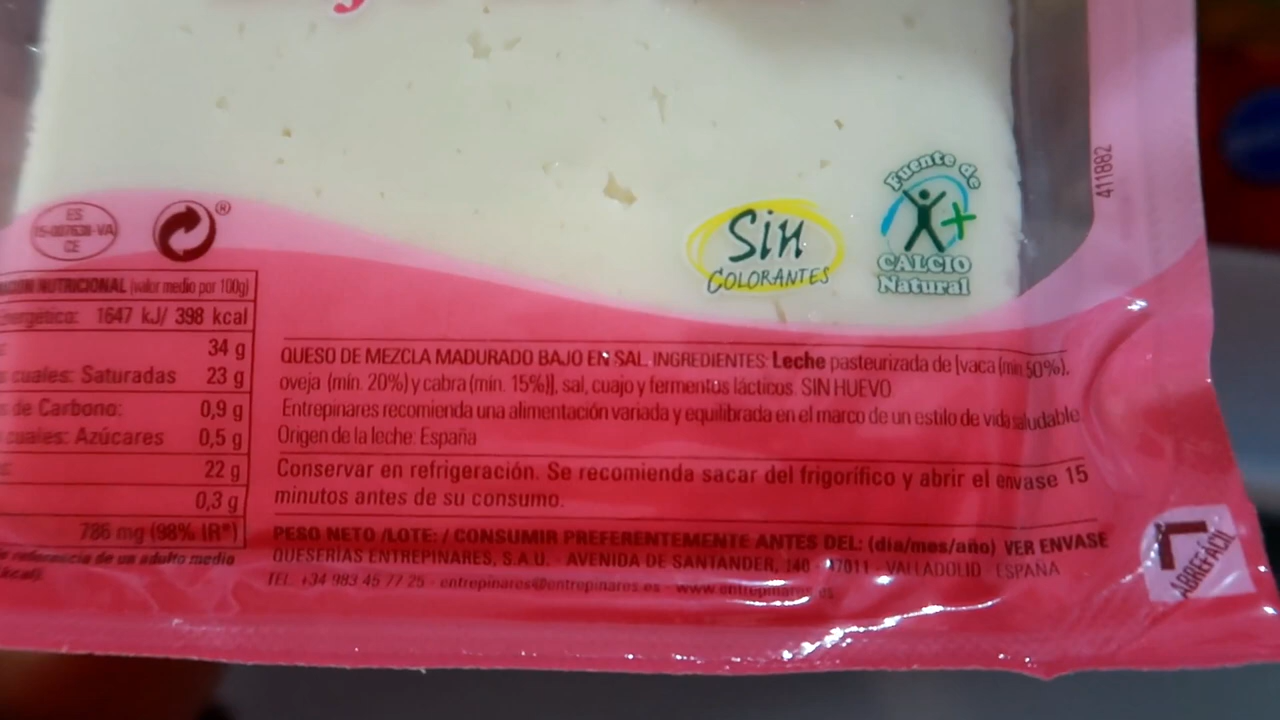 Fuente de
+
CALCIO
Natural
Sin
COLORANTES
411882
ES
CE
®
NUTRICIONAL (valor medio por 100g)
1647 kJ/ 398 kcal
34 g
cuales: Saturadas 23 g
de Carbono: 0,9 g
cuales: Azúcares 0,5 g
22 g
0,3 g
786 mg (98% IR*)
de un adulto medio
QUESO DE MEZCLA MADURADO BAJO EN SAL. INGREDIENTES: Leche pasteurizada de [vaca (mín. 50%),
oveja (mín. 20%) y cabra (mín. 15%)], sal, cuajo y fermentos lácticos. SIN HUEVO
Entrepinares recomienda una alimentación variada y equilibrada en el marco de un estilo de vida saludable
Origen de la leche: España
Conservar en refrigeración. Se recomienda sacar del frigorífico y abrir el envase 15
minutos antes de su consumo.
PESO NETO /LOTE: / CONSUMIR PREFERENTEMENTE ANTES DEL: (día/mes/año) VER ENVASE
QUESERÍAS ENTREPINARES, S.A.U. - AVENIDA DE SANTANDER, 140 - 47011 - VALLADOLID - ESPAÑA
TEL. +34 983 45 77 25 - entrepinares@entrepinares.es - www.entrepinares.es
ABREFÁCIL